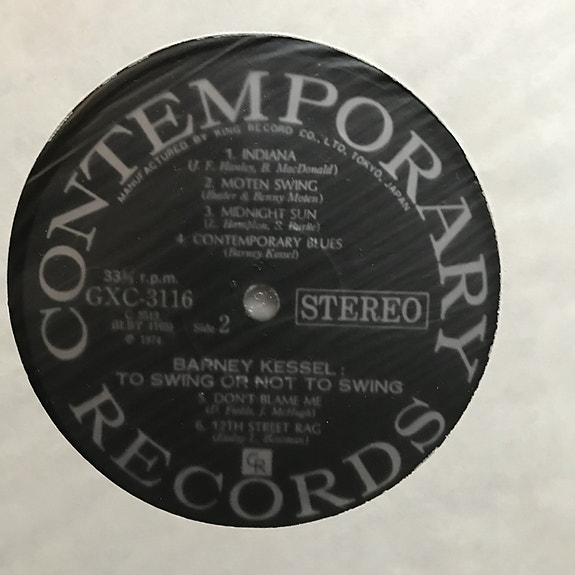 CONTEMPORARY
MANUFACTURED BY KING RECORD CO., LTD, TOKYO, JAPAN
1. INDIANA
(J. F. Hanley, B. MacDonald)
2. MOTEN SWING
(Buster & Benny Moten)
3. MIDNIGHT SUN
(L. Hampton, S. Burke)
4. CONTEMPORARY BLUES
(Barney Kessel)
33⅓ r.p.m.
GXC-3116
STEREO
Side 2
℗ 1974
BARNEY KESSEL:
TO SWING OR NOT TO SWING
5. DON'T BLAME ME
(D. Fields, J. McHugh)
6. 12TH STREET RAG
CR
RECORDS